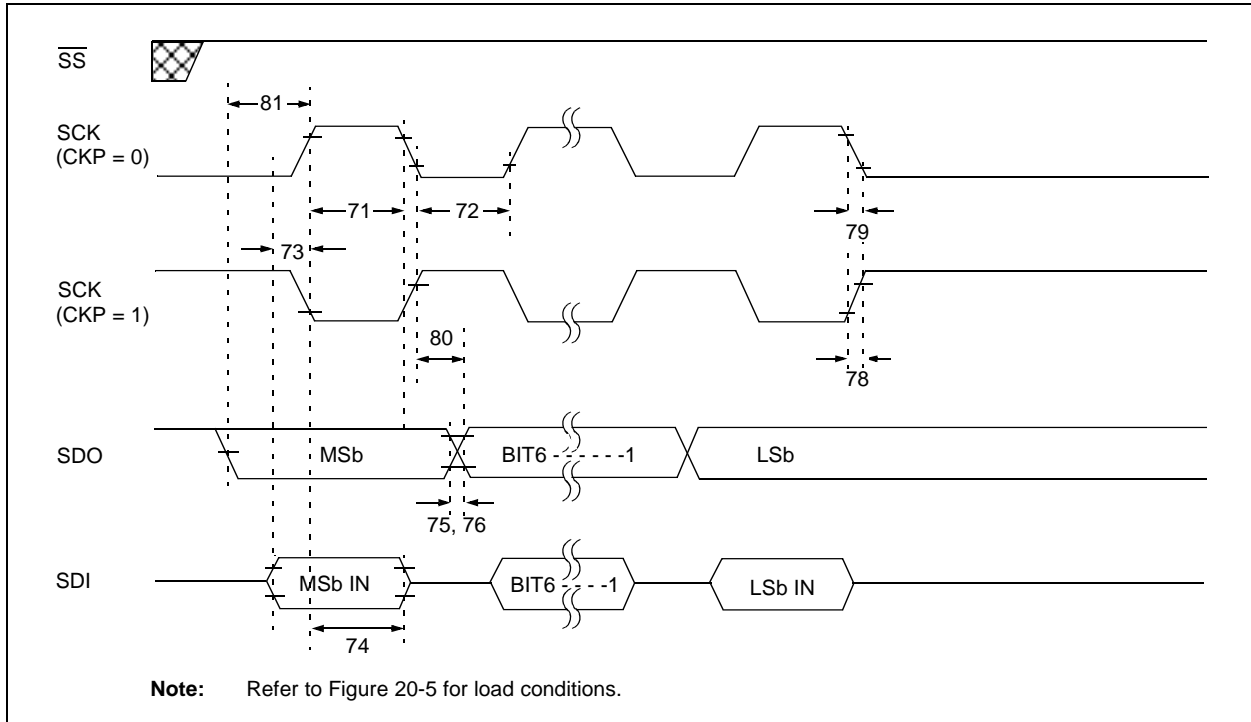 SS
81
SCK
(CKP = 0)
71
72
73
79
SCK
(CKP = 1)
80
78
SDO
MSb
BIT6 - - - - - -1
LSb
75, 76
SDI
MSb IN
BIT6 - - - -1
LSb IN
74
Note: Refer to Figure 20-5 for load conditions.